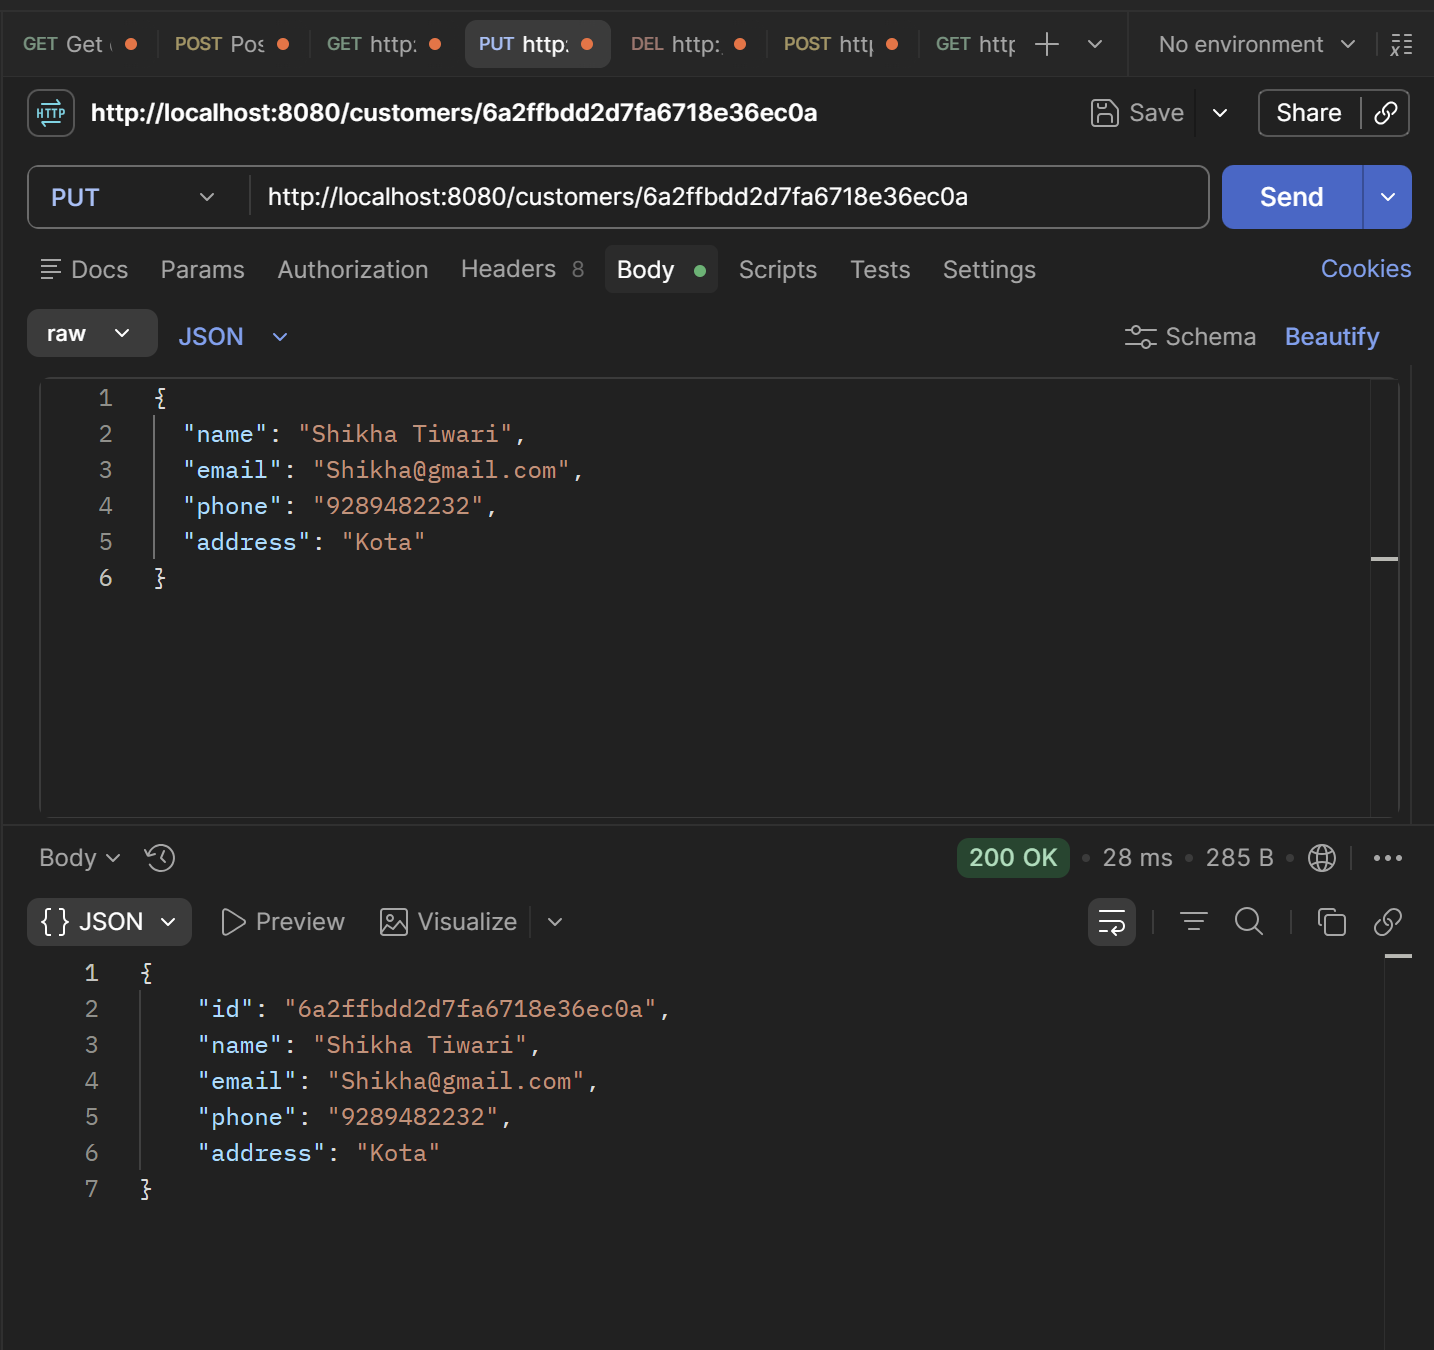 GET Get POST Pos GET http: PUT http: DEL http: POST htt GET htt No environment
HTTP http://localhost:8080/customers/6a2ffbdd2d7fa6718e36ec0a Save Share
PUT http://localhost:8080/customers/6a2ffbdd2d7fa6718e36ec0a Send
Docs Params Authorization Headers 8 Body Scripts Tests Settings Cookies
raw JSON Schema Beautify
1 {
2 "name": "Shikha Tiwari",
3 "email": "Shikha@gmail.com",
4 "phone": "9289482232",
5 "address": "Kota"
6 }
Body 200 OK 28 ms 285 B
{} JSON Preview Visualize
1 {
2 "id": "6a2ffbdd2d7fa6718e36ec0a",
3 "name": "Shikha Tiwari",
4 "email": "Shikha@gmail.com",
5 "phone": "9289482232",
6 "address": "Kota"
7 }